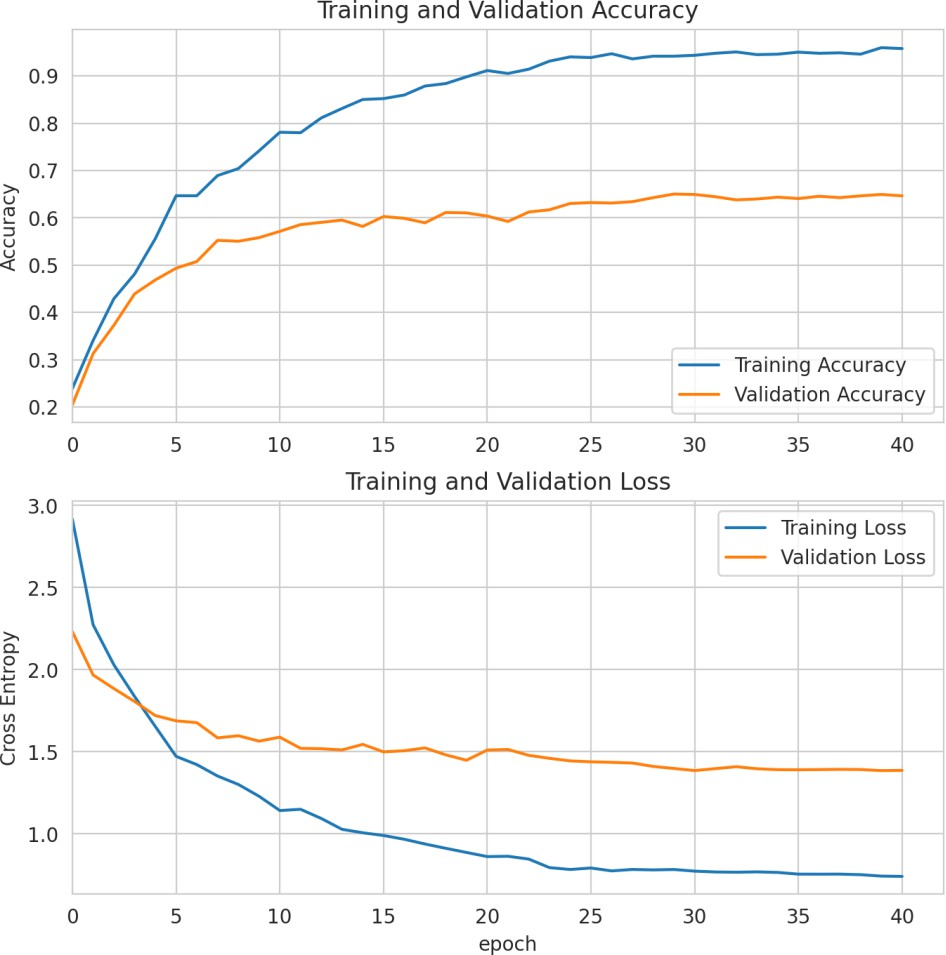 Training and Validation Accuracy
Accuracy
0.9
0.8
0.7
0.6
0.5
0.4
0.3
0.2
Training Accuracy
Validation Accuracy
0 5 10 15 20 25 30 35 40
Training and Validation Loss
Cross Entropy
3.0
2.5
2.0
1.5
1.0
Training Loss
Validation Loss
0 5 10 15 20 25 30 35 40
epoch